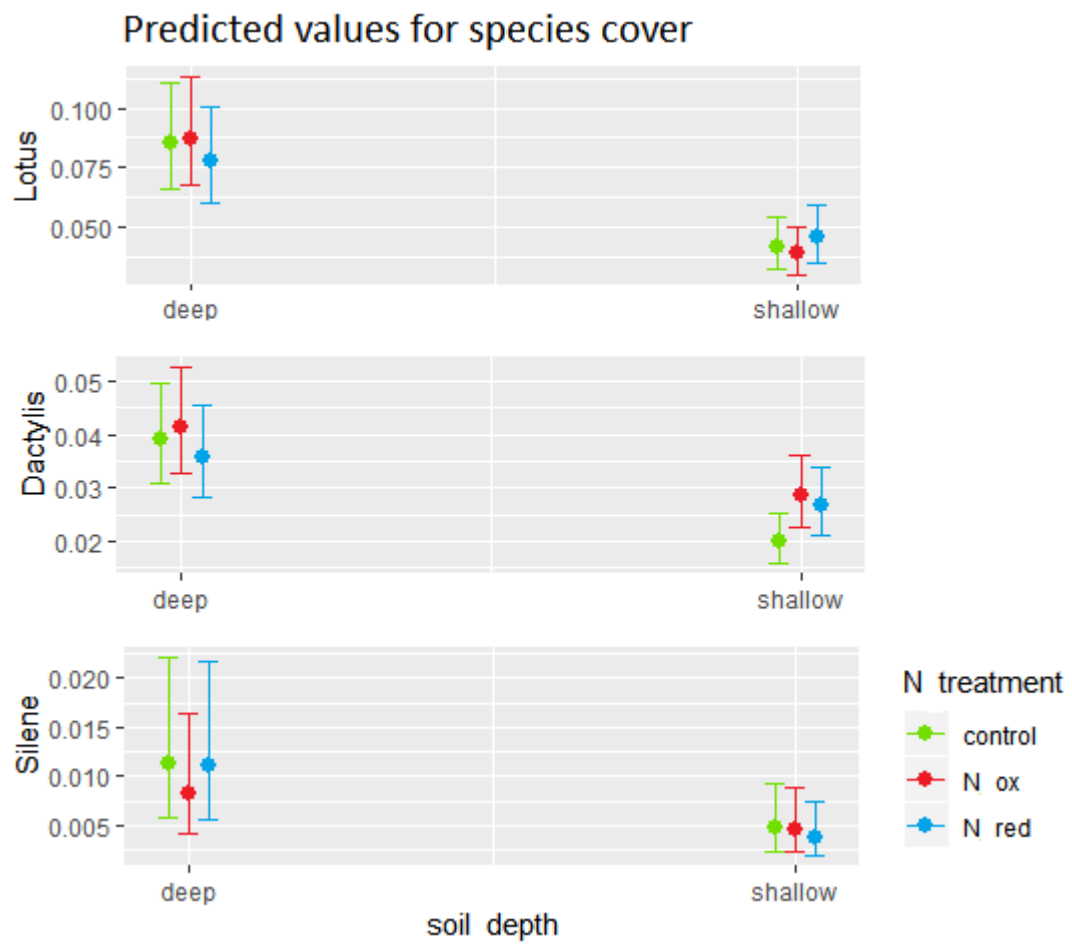 Predicted values for species cover
Lotus
0.100
0.075
0.050
deep shallow
Dactylis
0.05
0.04
0.03
0.02
deep shallow
Silene
0.020
0.015
0.010
0.005
deep shallow
soil depth
N treatment
control
N ox
N red